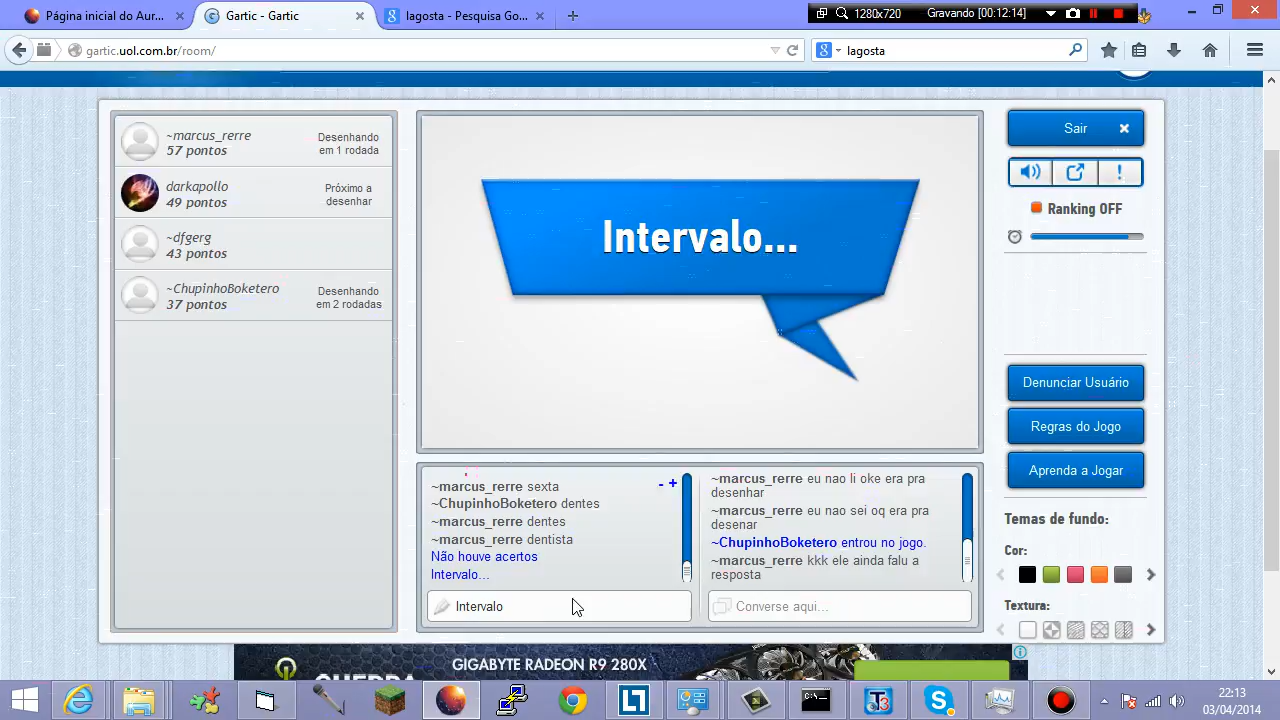 Página inicial do Aur...
Gartic - Gartic
lagosta - Pesquisa Go...
1280x720
Gravando [00:12:14]
gartic.uol.com.br/room/
lagosta
~marcus_rerre
57 pontos
Desenhando
em 1 rodada
darkapollo
49 pontos
Próximo a
desenhar
~dfgerg
43 pontos
~ChupinhoBoketero
37 pontos
Desenhando
em 2 rodadas
Intervalo...
Sair
Ranking OFF
Denunciar Usuário
Regras do Jogo
Aprenda a Jogar
Temas de fundo:
Cor:
Textura:
~marcus_rerre sexta
- +
~ChupinhoBoketero dentes
~marcus_rerre dentes
~marcus_rerre dentista
Não houve acertos
Intervalo...
Intervalo
~marcus_rerre eu nao li oke era pra
desenhar
~marcus_rerre eu nao sei oq era pra
desenar
~ChupinhoBoketero entrou no jogo.
~marcus_rerre kkk ele ainda falu a
resposta
Converse aqui...
GIGABYTE RADEON R9 280X
22:13
03/04/2014